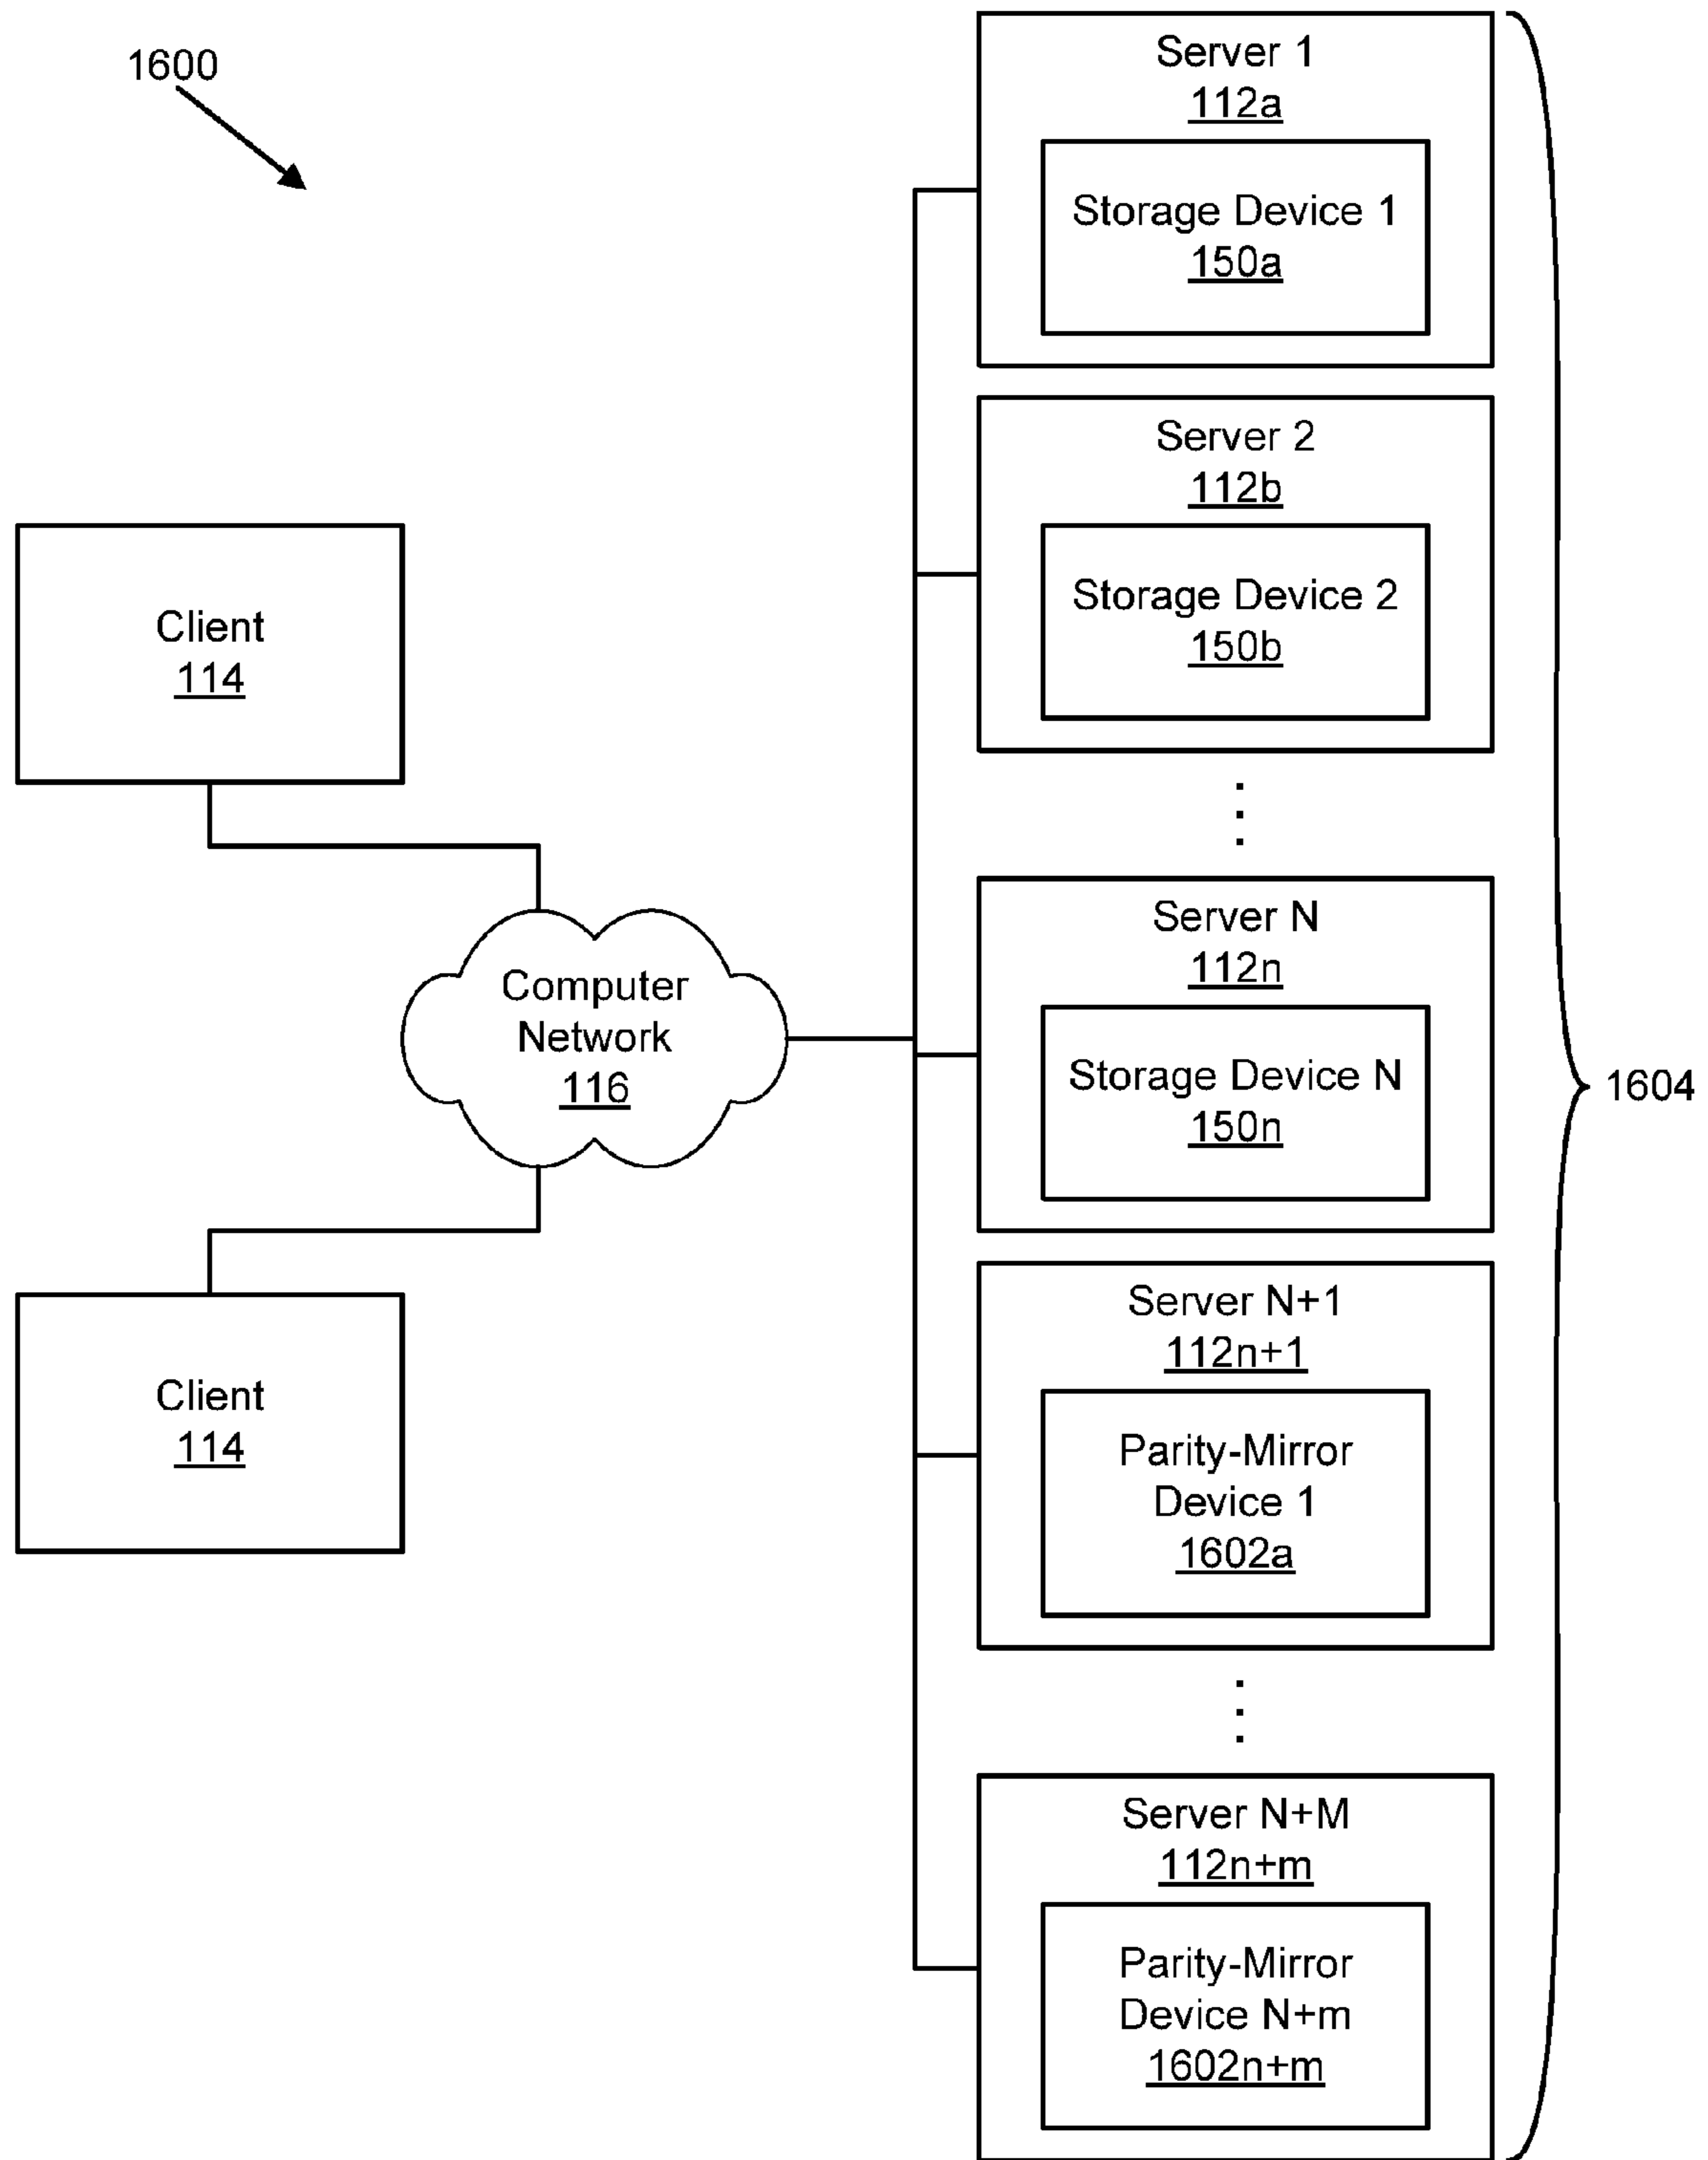 1600
Server 1
112a
Storage Device 1
150a
Server 2
112b
Storage Device 2
150b
Client
114
Server N
112n
Computer
Network
116
Storage Device N
150n
1604
Server N+1
112n+1
Client
114
Parity-Mirror
Device 1
1602a
Server N+M
112n+m
Parity-Mirror
Device N+m
1602n+m